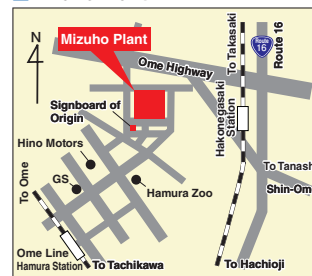 N
Mizuho Plant
Ome Highway
To Takasaki
Route
16
Route 16
Signboard of
Origin
Hakonegasaki
Station
Hino Motors
To Ome
GS
Hamura Zoo
To Tanash
Shin-Om
Ome Line
Hamura Station
To Tachikawa
To Hachioji